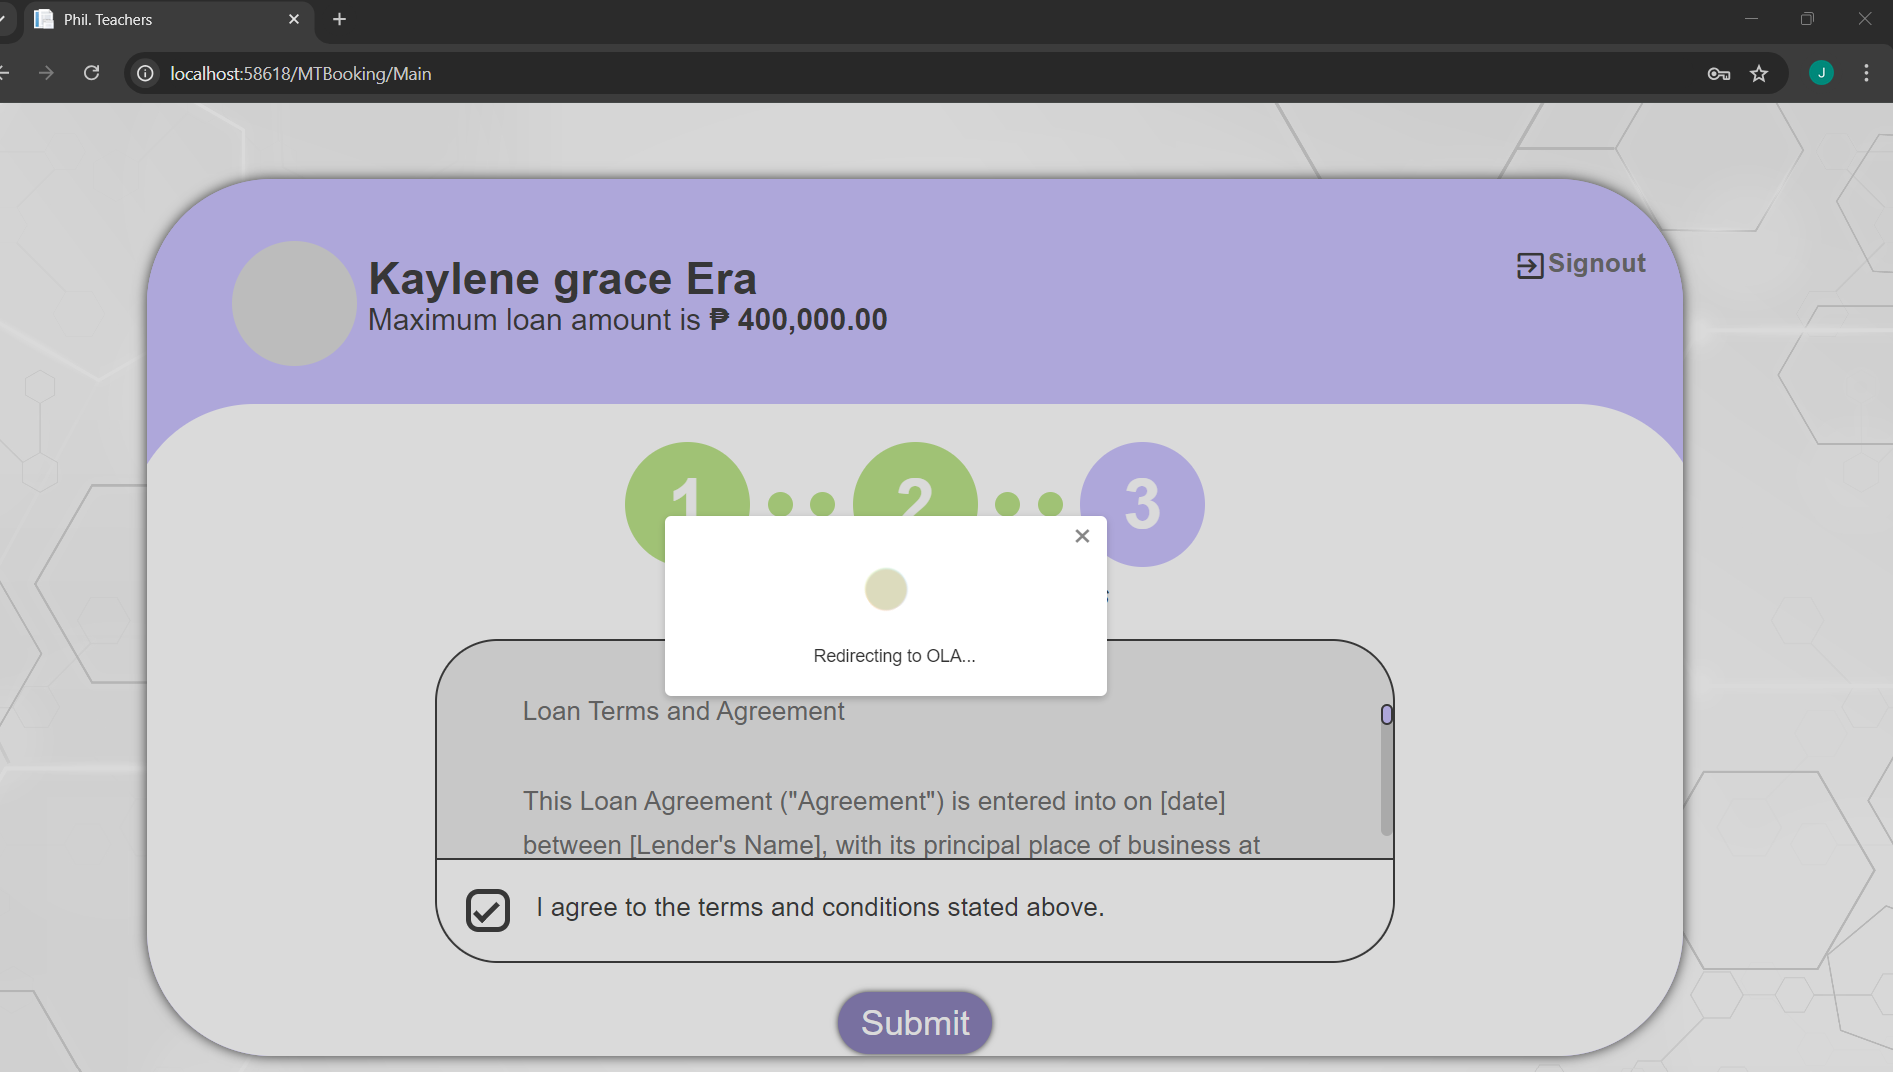 Phil. Teachers
localhost:58618/MTBooking/Main
J
Kaylene grace Era
Maximum loan amount is ₱ 400,000.00
Signout
1
2
3
Redirecting to OLA...
Loan Terms and Agreement
This Loan Agreement ("Agreement") is entered into on [date]
between [Lender's Name], with its principal place of business at
I agree to the terms and conditions stated above.
Submit